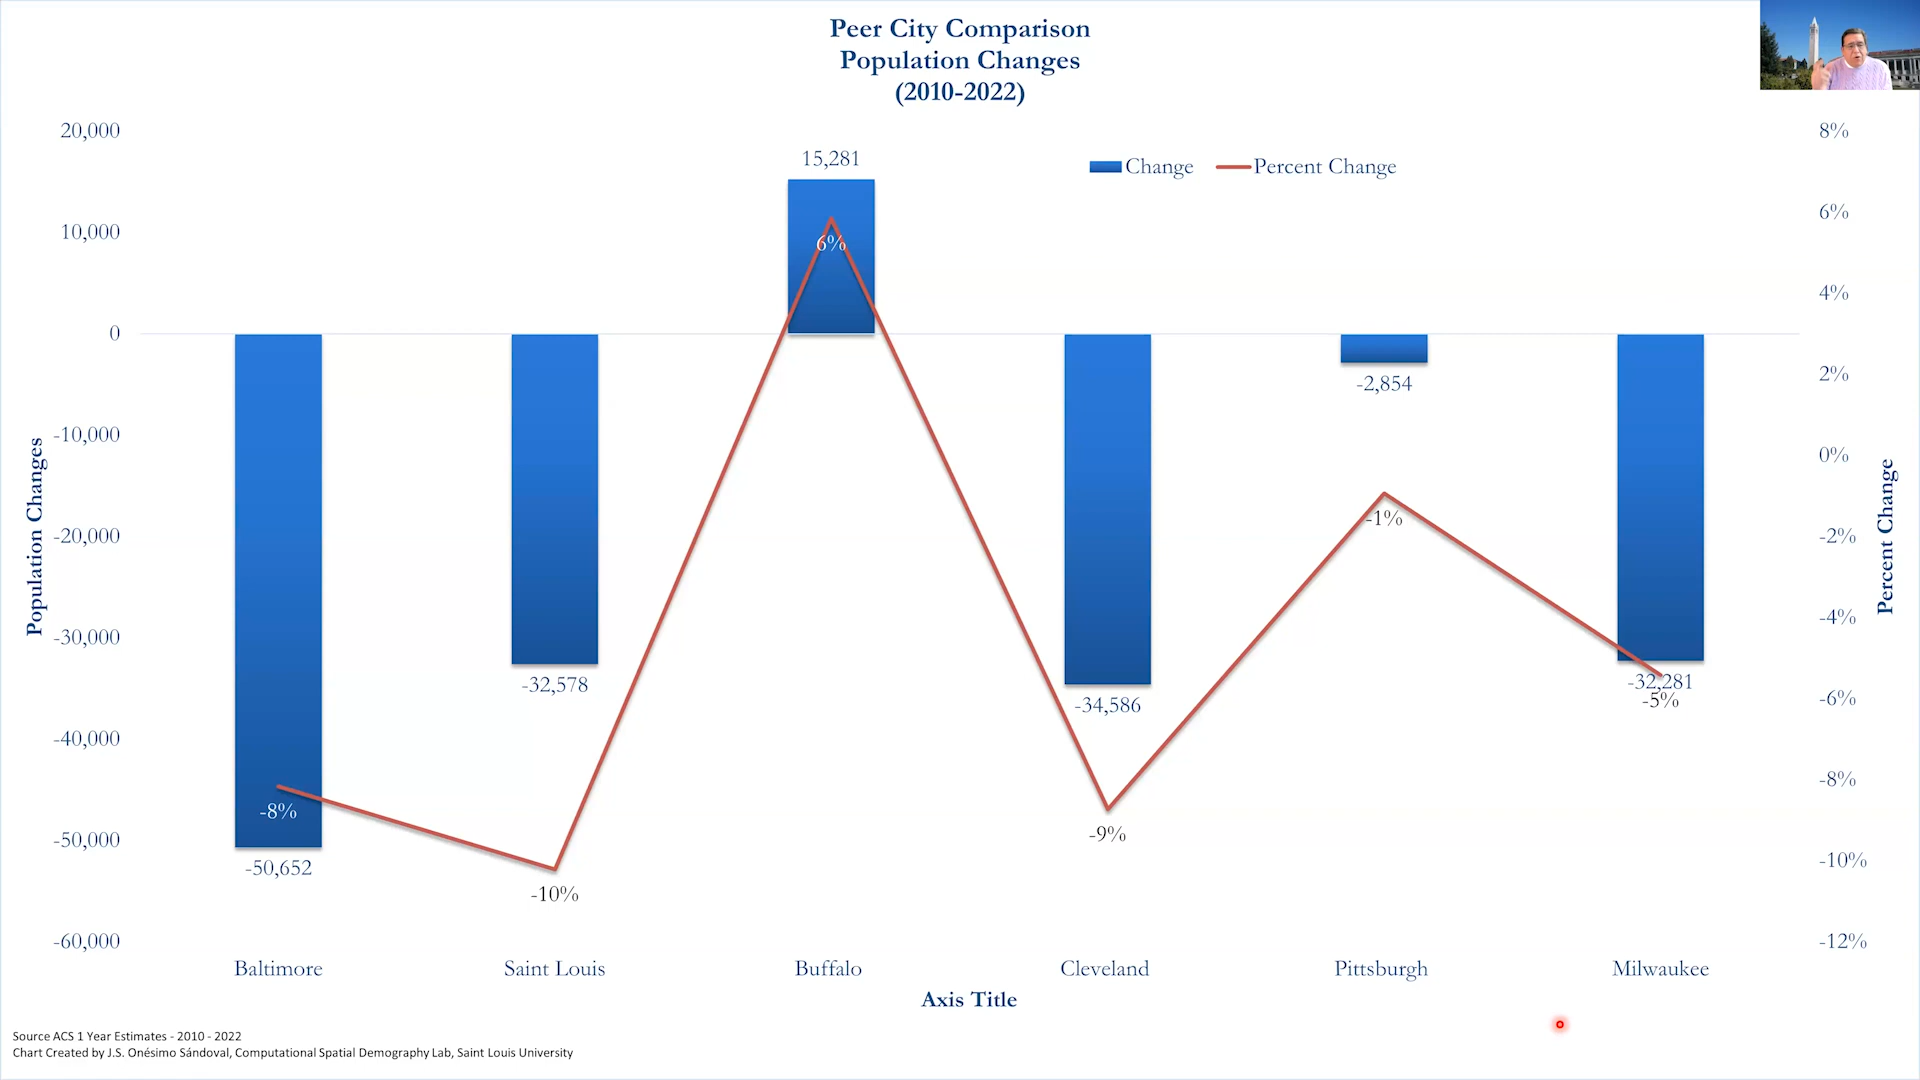 Peer City Comparison
Population Changes
(2010-2022)
Change
Percent Change
Population Changes
20,000
10,000
0
-10,000
-20,000
-30,000
-40,000
-50,000
-60,000
8%
6%
4%
2%
0%
-2%
-4%
-6%
-8%
-10%
-12%
Percent Change
15,281
6%
-2,854
-1%
-32,578
-10%
-34,586
-9%
-32,281
-5%
-8%
-50,652
Baltimore
Saint Louis
Buffalo
Cleveland
Pittsburgh
Milwaukee
Axis Title
Source ACS 1 Year Estimates - 2010 - 2022
Chart Created by J.S. Onésimo Sándoval, Computational Spatial Demography Lab, Saint Louis University